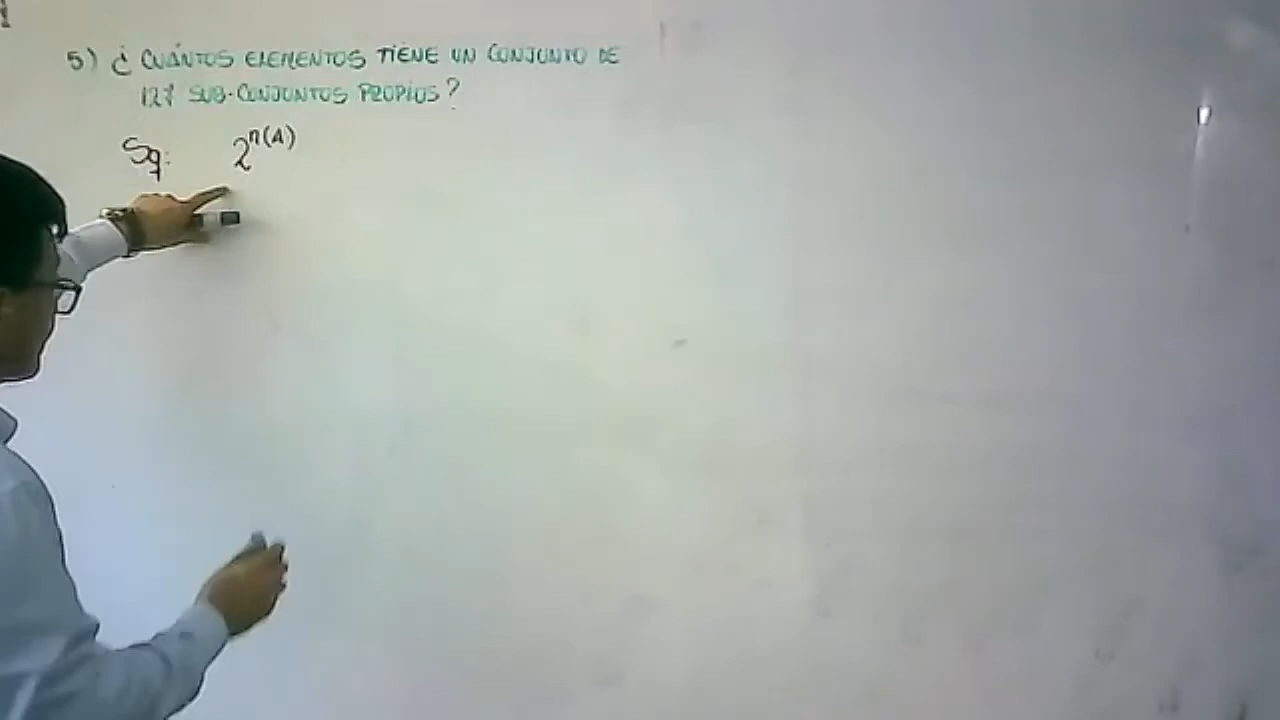 5) ¿ CUÁNTOS ELEMENTOS TIENE UN CONJUNTO DE
127 SUB-CONJUNTOS PROPIOS?
Sq: 2^n(A)